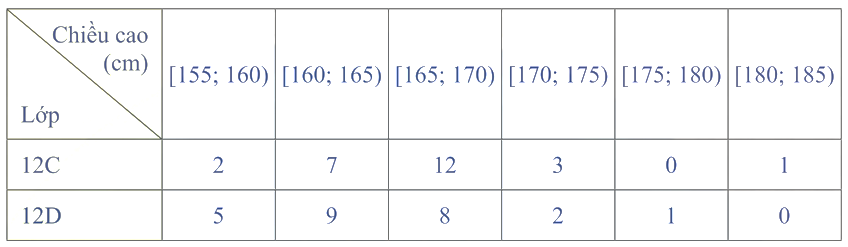 Chiều cao
(cm)
Lớp
[155; 160) [160; 165) [165; 170) [170; 175) [175; 180) [180; 185)
12C 2 7 12 3 0 1
12D 5 9 8 2 1 0